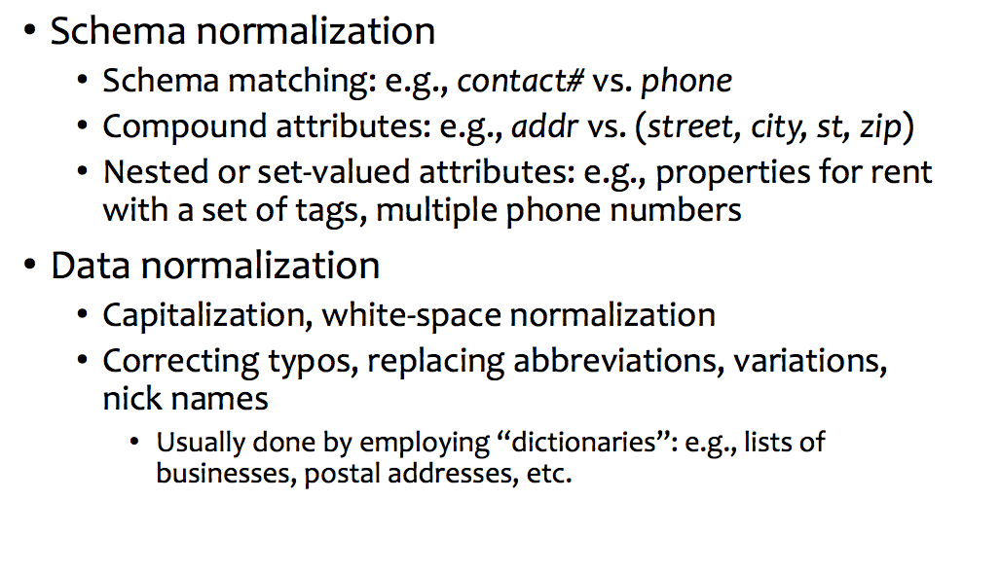 • Schema normalization
• Schema matching: e.g., contact# vs. phone
• Compound attributes: e.g., addr vs. (street, city, st, zip)
• Nested or set-valued attributes: e.g., properties for rent
with a set of tags, multiple phone numbers
• Data normalization
• Capitalization, white-space normalization
• Correcting typos, replacing abbreviations, variations,
nick names
• Usually done by employing “dictionaries”: e.g., lists of
businesses, postal addresses, etc.